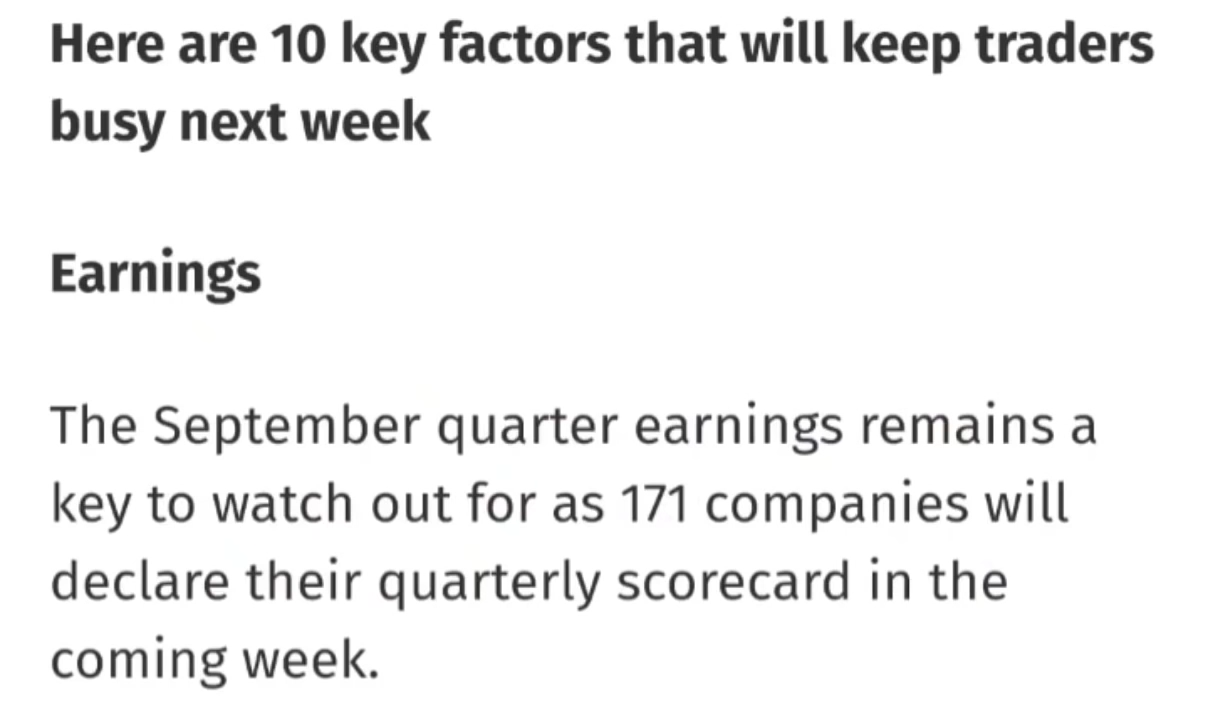 Here are 10 key factors that will keep traders
busy next week
Earnings
The September quarter earnings remains a
key to watch out for as 171 companies will
declare their quarterly scorecard in the
coming week.